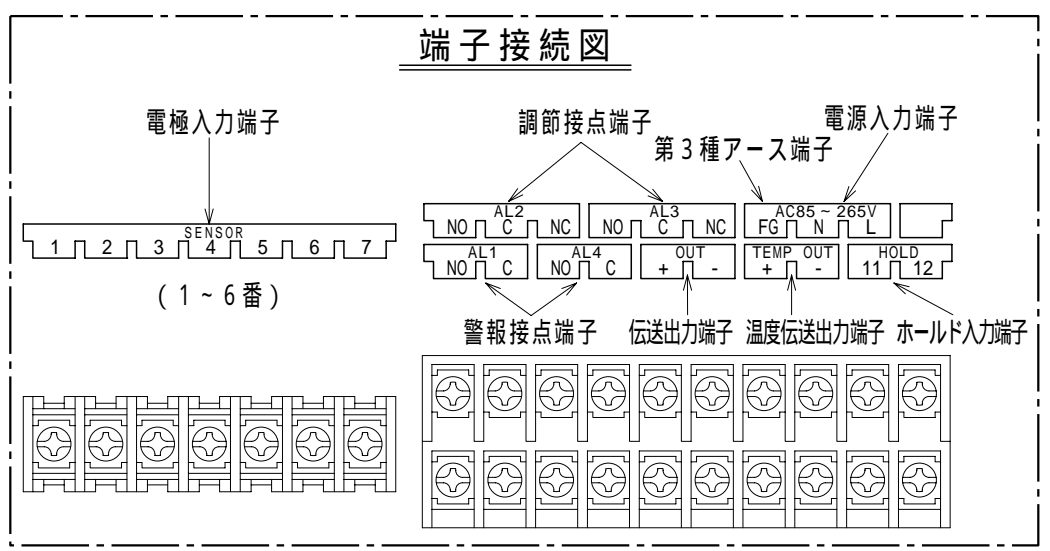 端子接続図
電極入力端子
調節接点端子
電源入力端子
第3種アース端子
SENSOR
1 2 3 4 5 6 7
(1~6番)
AL2
NO C NC
AL3
NO C NC
AC85~265V
FG N L
AL1
NO C
AL4
NO C
OUT
+ -
TEMP OUT
+ -
HOLD
11 12
警報接点端子
伝送出力端子
温度伝送出力端子
ホールド入力端子